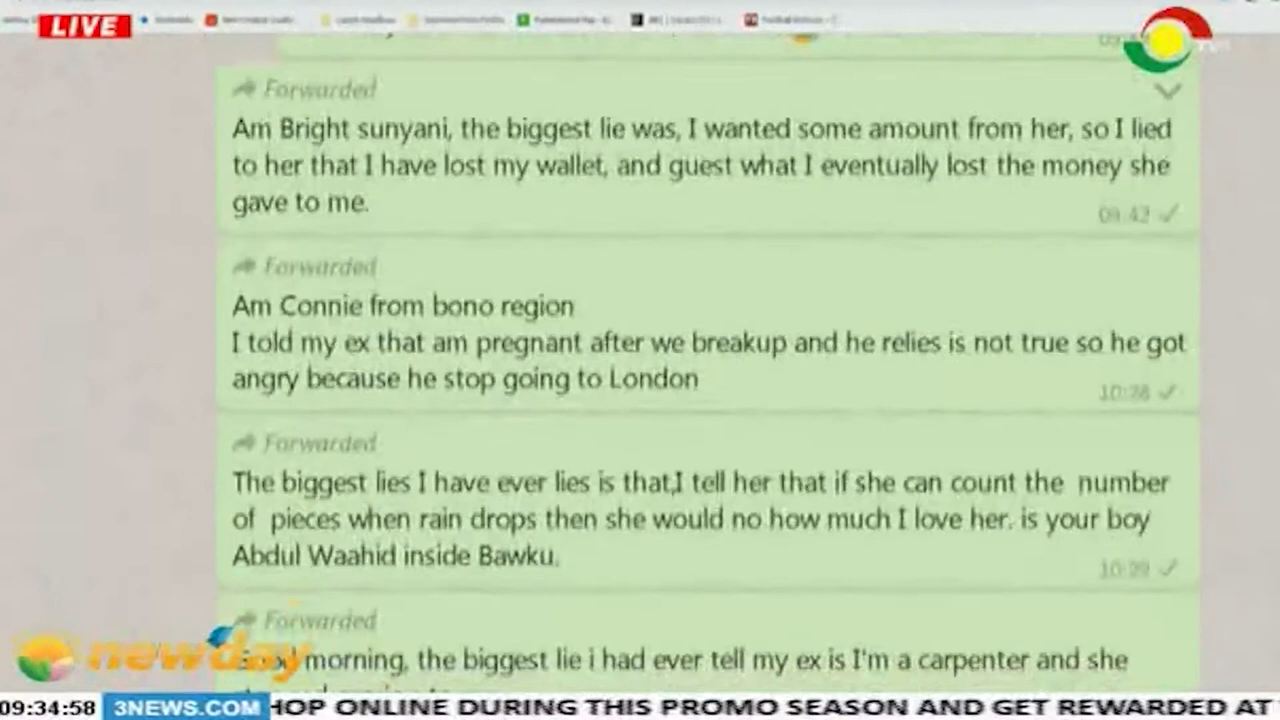 LIVE
Forwarded
Am Bright sunyani, the biggest lie was, I wanted some amount from her, so I lied
to her that I have lost my wallet, and guest what I eventually lost the money she
gave to me.
09:42
Forwarded
Am Connie from bono region
I told my ex that am pregnant after we breakup and he relies is not true so he got
angry because he stop going to London
Forwarded
The biggest lies I have ever lies is that,I tell her that if she can count the number
of pieces when rain drops then she would no how much I love her. is your boy
Abdul Waahid inside Bawku.
Forwarded
morning, the biggest lie i had ever tell my ex is I'm a carpenter and she
newday
09:34:58 3NEWS.COM HOP ONLINE DURING THIS PROMO SEASON AND GET REWARDED AT